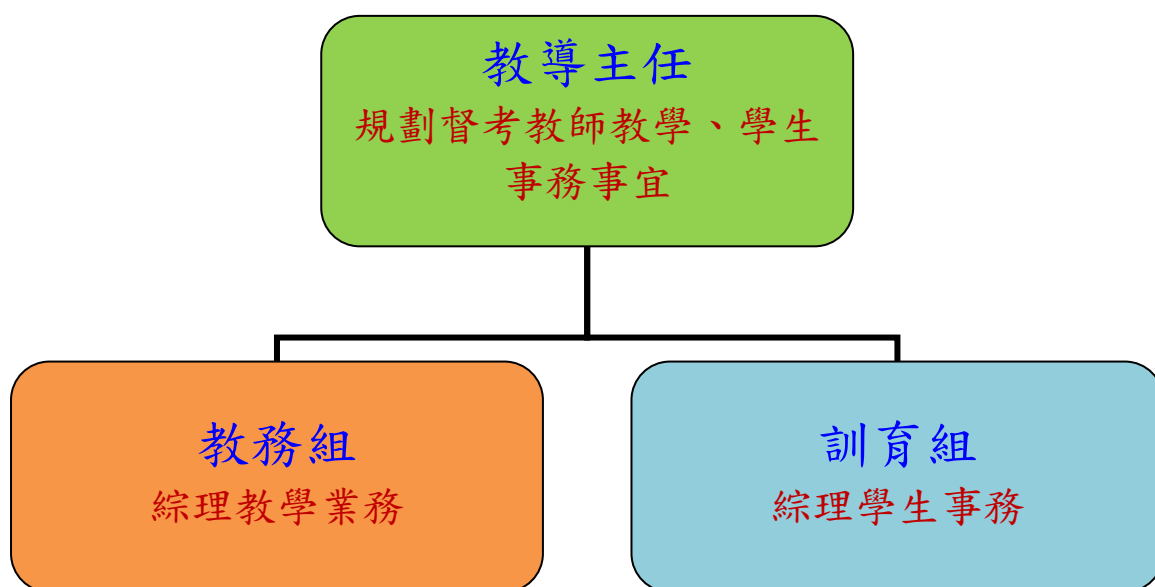 教導主任
規劃督考教師教學、學生
事務事宜
教務組
綜理教學業務
訓育組
綜理學生事務